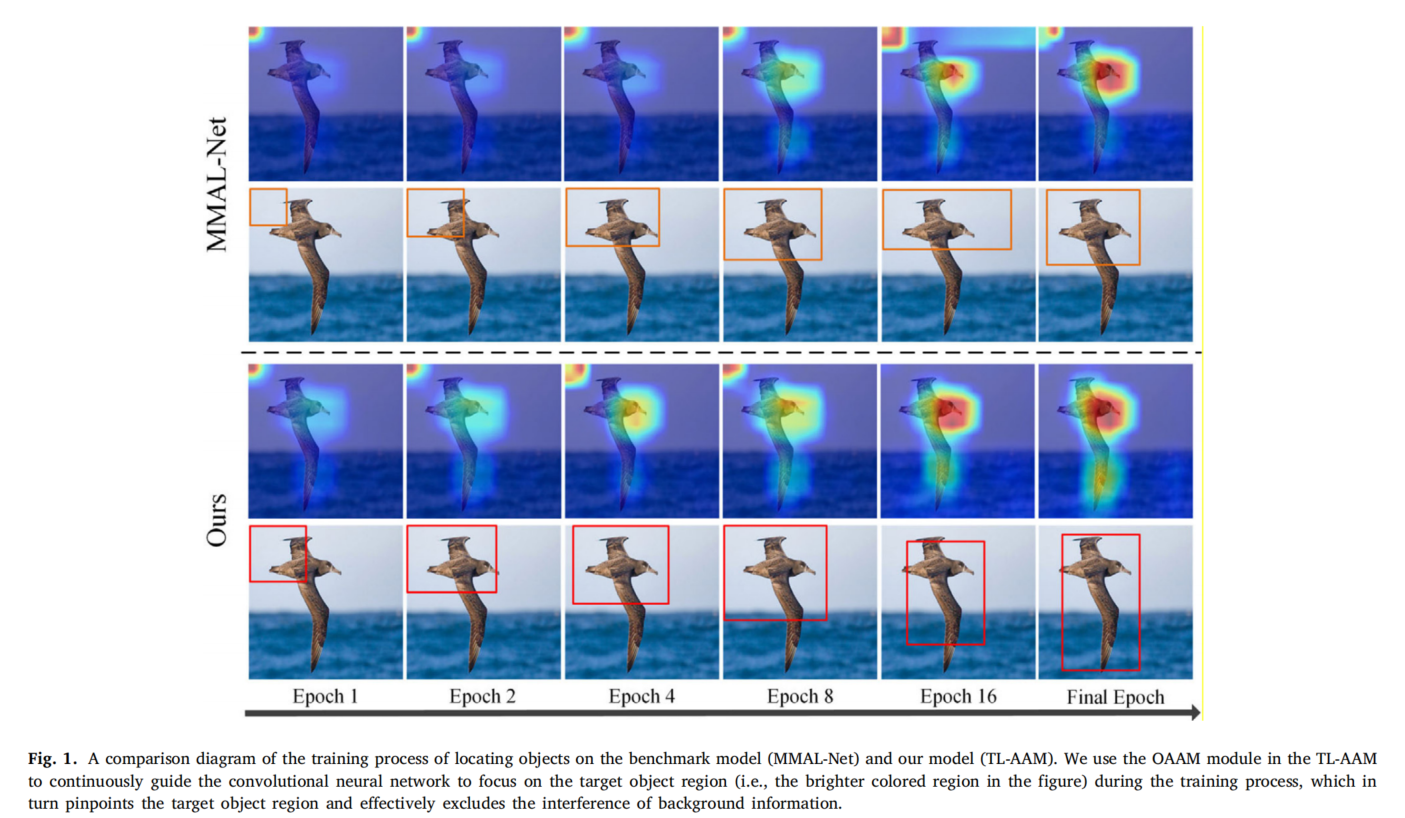 MMAL-Net
Ours
Epoch 1
Epoch 2
Epoch 4
Epoch 8
Epoch 16
Final Epoch
Fig. 1. A comparison diagram of the training process of locating objects on the benchmark model (MMAL-Net) and our model (TL-AAM). We use the OAAM module in the TL-AAM
to continuously guide the convolutional neural network to focus on the target object region (i.e., the brighter colored region in the figure) during the training process, which in
turn pinpoints the target object region and effectively excludes the interference of background information.